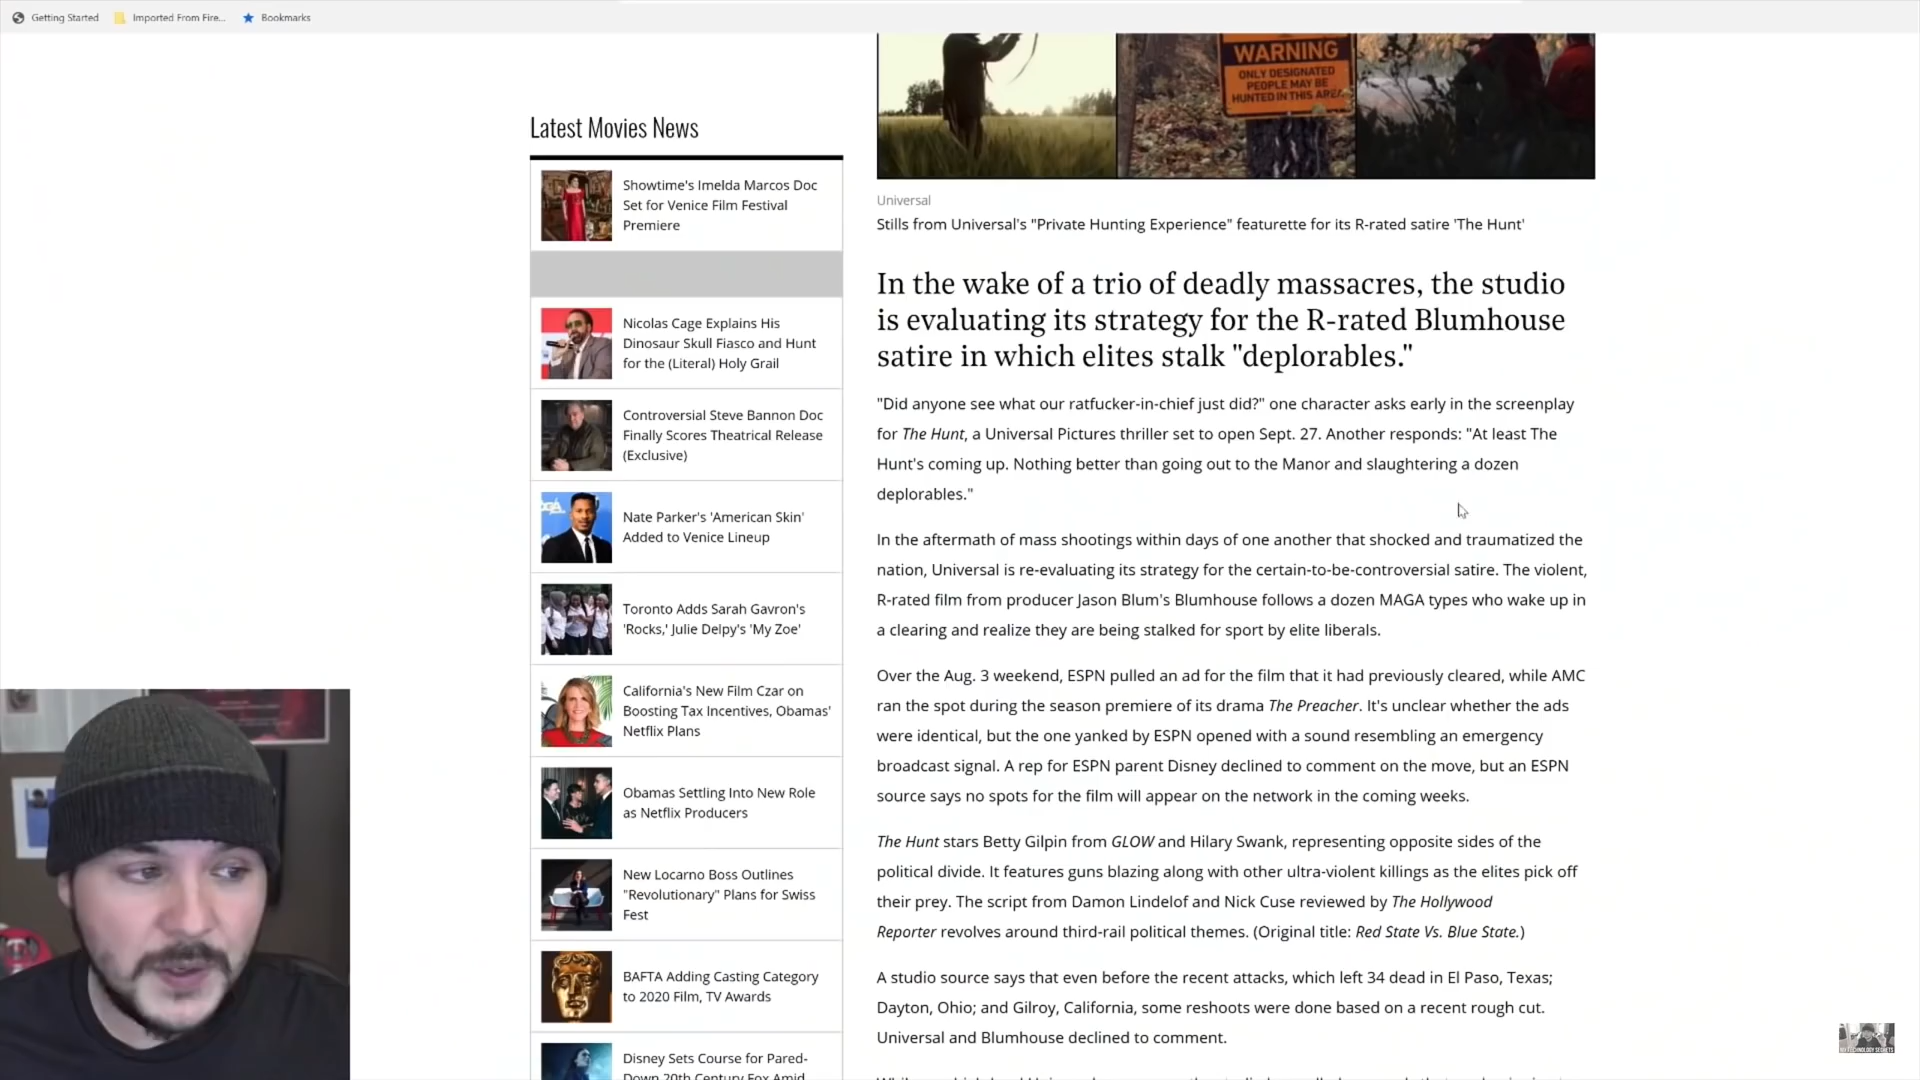 Getting Started
Imported From Fire...
Bookmarks
WARNING
ONLY DESIGNATED
PEOPLE MAY BE
HUNTED IN THIS AREA
Latest Movies News
Showtime's Imelda Marcos Doc
Set for Venice Film Festival
Premiere
Nicolas Cage Explains His
Dinosaur Skull Fiasco and Hunt
for the (Literal) Holy Grail
Controversial Steve Bannon Doc
Finally Scores Theatrical Release
(Exclusive)
Nate Parker's 'American Skin'
Added to Venice Lineup
Toronto Adds Sarah Gavron's
'Rocks,' Julie Delpy's 'My Zoe'
California's New Film Czar on
Boosting Tax Incentives, Obamas'
Netflix Plans
Obamas Settling Into New Role
as Netflix Producers
New Locarno Boss Outlines
"Revolutionary" Plans for Swiss
Fest
BAFTA Adding Casting Category
to 2020 Film, TV Awards
Disney Sets Course for Pared-
Down 20th Century Fox Amid
Universal
Stills from Universal's "Private Hunting Experience" featurette for its R-rated satire 'The Hunt'
In the wake of a trio of deadly massacres, the studio
is evaluating its strategy for the R-rated Blumhouse
satire in which elites stalk "deplorables."
"Did anyone see what our ratfucker-in-chief just did?" one character asks early in the screenplay
for The Hunt, a Universal Pictures thriller set to open Sept. 27. Another responds: "At least The
Hunt's coming up. Nothing better than going out to the Manor and slaughtering a dozen
deplorables."
In the aftermath of mass shootings within days of one another that shocked and traumatized the
nation, Universal is re-evaluating its strategy for the certain-to-be-controversial satire. The violent,
R-rated film from producer Jason Blum's Blumhouse follows a dozen MAGA types who wake up in
a clearing and realize they are being stalked for sport by elite liberals.
Over the Aug. 3 weekend, ESPN pulled an ad for the film that it had previously cleared, while AMC
ran the spot during the season premiere of its drama The Preacher. It's unclear whether the ads
were identical, but the one yanked by ESPN opened with a sound resembling an emergency
broadcast signal. A rep for ESPN parent Disney declined to comment on the move, but an ESPN
source says no spots for the film will appear on the network in the coming weeks.
The Hunt stars Betty Gilpin from GLOW and Hilary Swank, representing opposite sides of the
political divide. It features guns blazing along with other ultra-violent killings as the elites pick off
their prey. The script from Damon Lindelof and Nick Cuse reviewed by The Hollywood
Reporter revolves around third-rail political themes. (Original title: Red State Vs. Blue State.)
A studio source says that even before the recent attacks, which left 34 dead in El Paso, Texas;
Dayton, Ohio; and Gilroy, California, some reshoots were done based on a recent rough cut.
Universal and Blumhouse declined to comment.